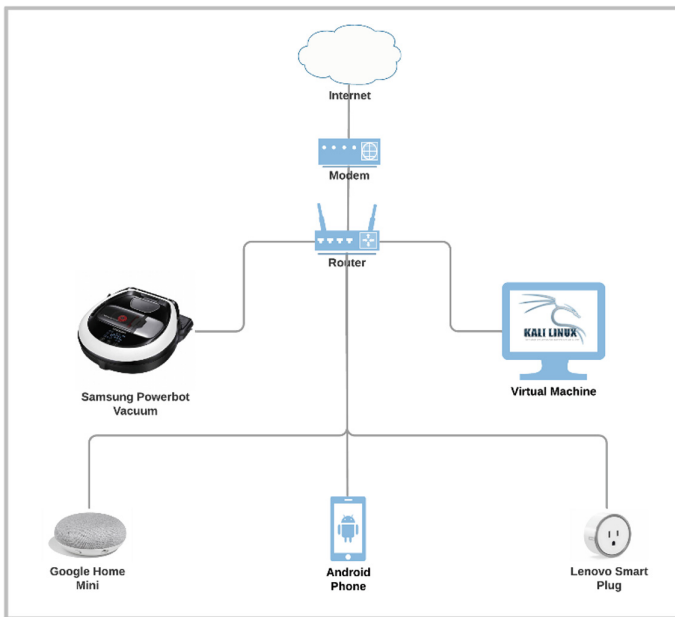 Internet
Modem
Router
Samsung Powerbot
Vacuum
KALI LINUX
Virtual Machine
Google Home
Mini
Android
Phone
Lenovo Smart
Plug